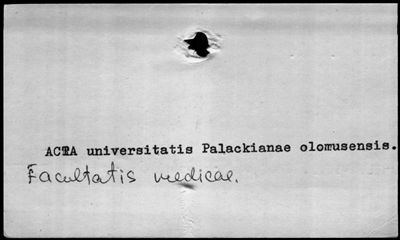 ACTA universitatis Palackianae olomusensis.
Facultatis medicae.